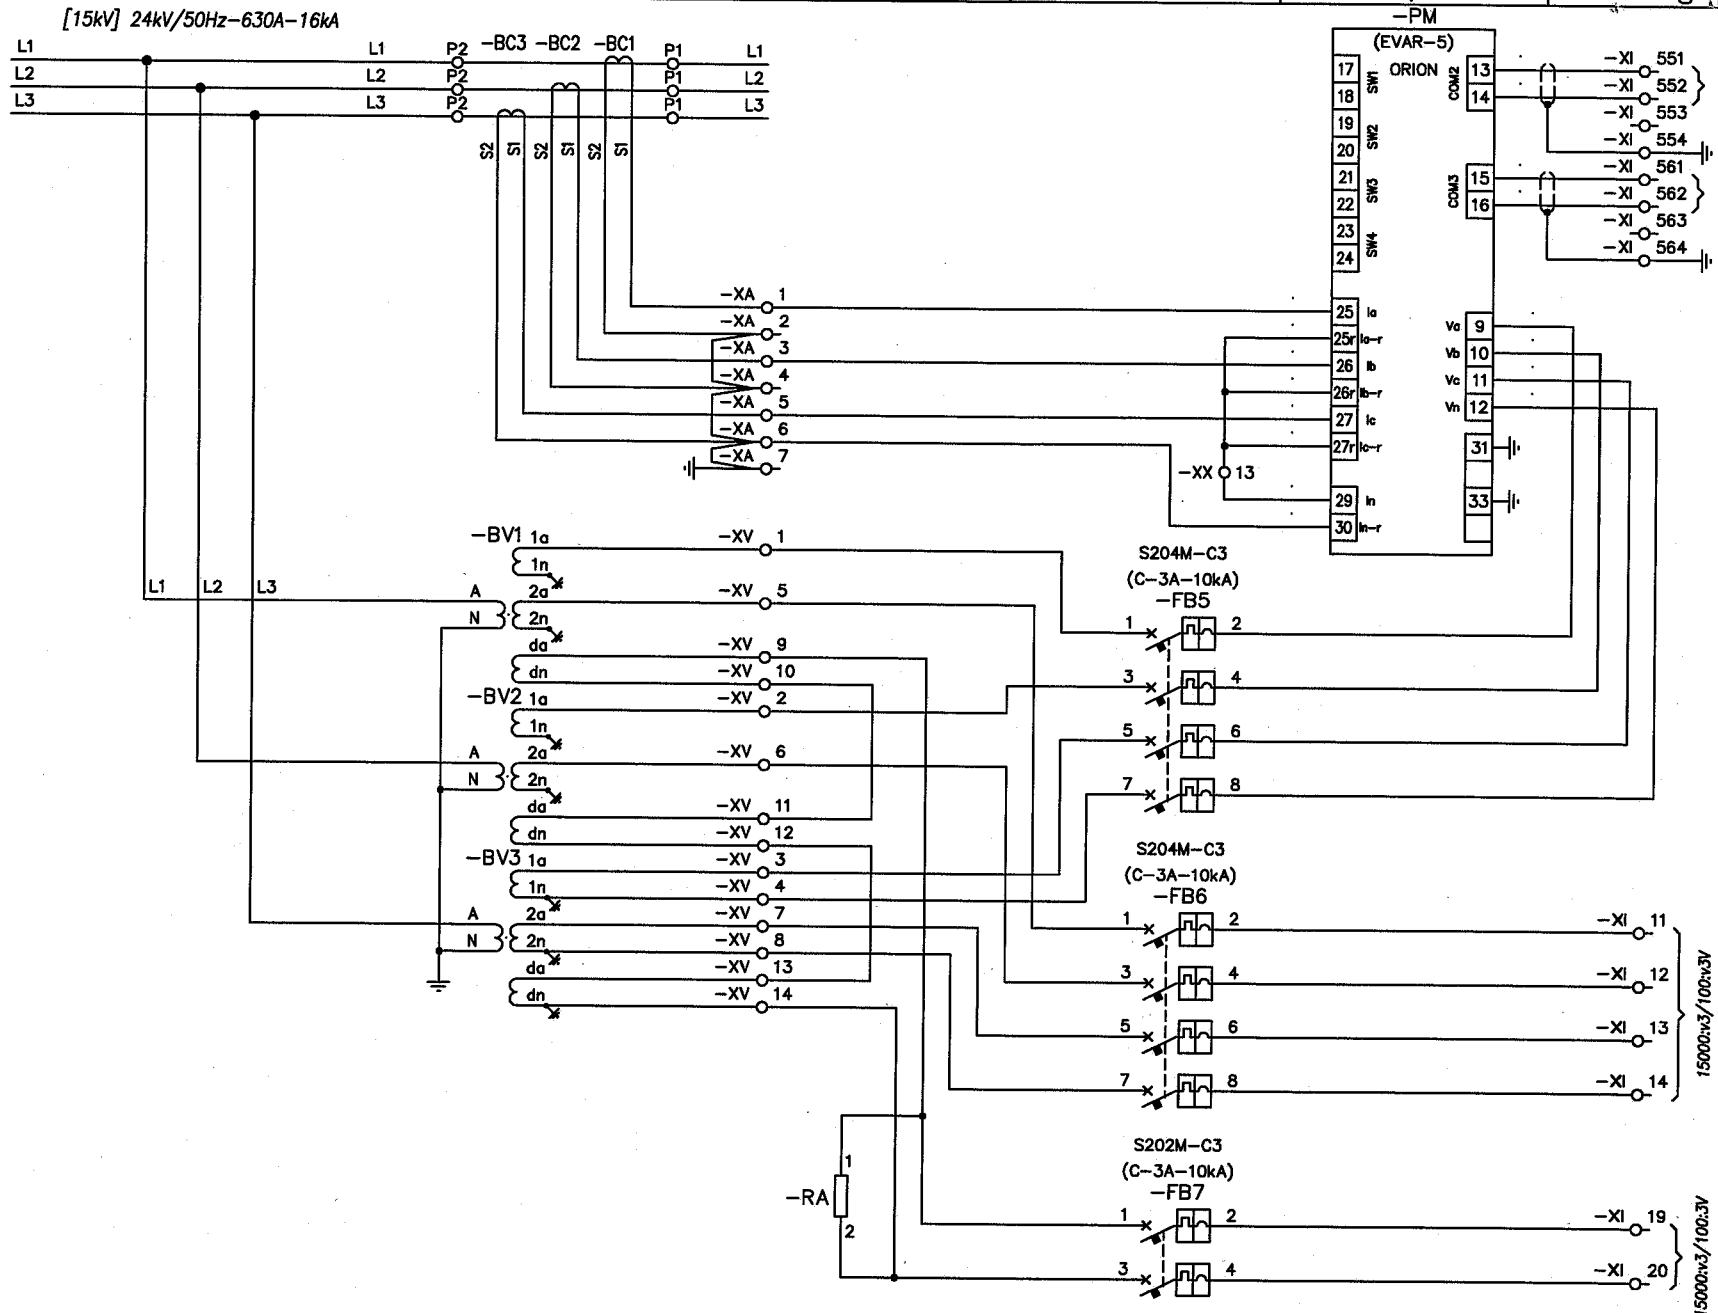 [15kV] 24kV/50Hz-630A-16kA
L1 L1 P2 -BC3 -BC2 -BC1 P1 L1
L2 L2 P2 P1 L2
L3 L3 P2 P1 L3
S2 S1 S2 S1 S2 S1
-PM
(EVAR-5)
ORION
17 SW1
18
19 SW2
20
21 SW3
22
23 SW4
24
COM2 13
14
COM3 15
16
-XI 551
-XI 552
-XI 553
-XI 554
-XI 561
-XI 562
-XI 563
-XI 564
-XA 1
-XA 2
-XA 3
-XA 4
-XA 5
-XA 6
-XA 7
25 Ia
25r Ia-r
26 Ib
26r Ib-r
27 Ic
27r Ic-r
-XX 13
29 In
30 In-r
Va 9
Vb 10
Vc 11
Vn 12
31
33
L1 L2 L3
-BV1 1a -XV 1
1n
A 2a -XV 5
N 2n
da -XV 9
dn -XV 10
-BV2 1a -XV 2
1n
A 2a -XV 6
N 2n
da -XV 11
dn -XV 12
-BV3 1a -XV 3
1n -XV 4
A 2a -XV 7
N 2n -XV 8
da -XV 13
dn -XV 14
S204M-C3
(C-3A-10kA)
-FB5
1 2
3 4
5 6
7 8
S204M-C3
(C-3A-10kA)
-FB6
1 2 -XI 11
3 4 -XI 12
5 6 -XI 13
7 8 -XI 14
15000:v3/100:v3V
-RA 1
2
S202M-C3
(C-3A-10kA)
-FB7
1 2 -XI 19
3 4 -XI 20
15000:v3/100:3V